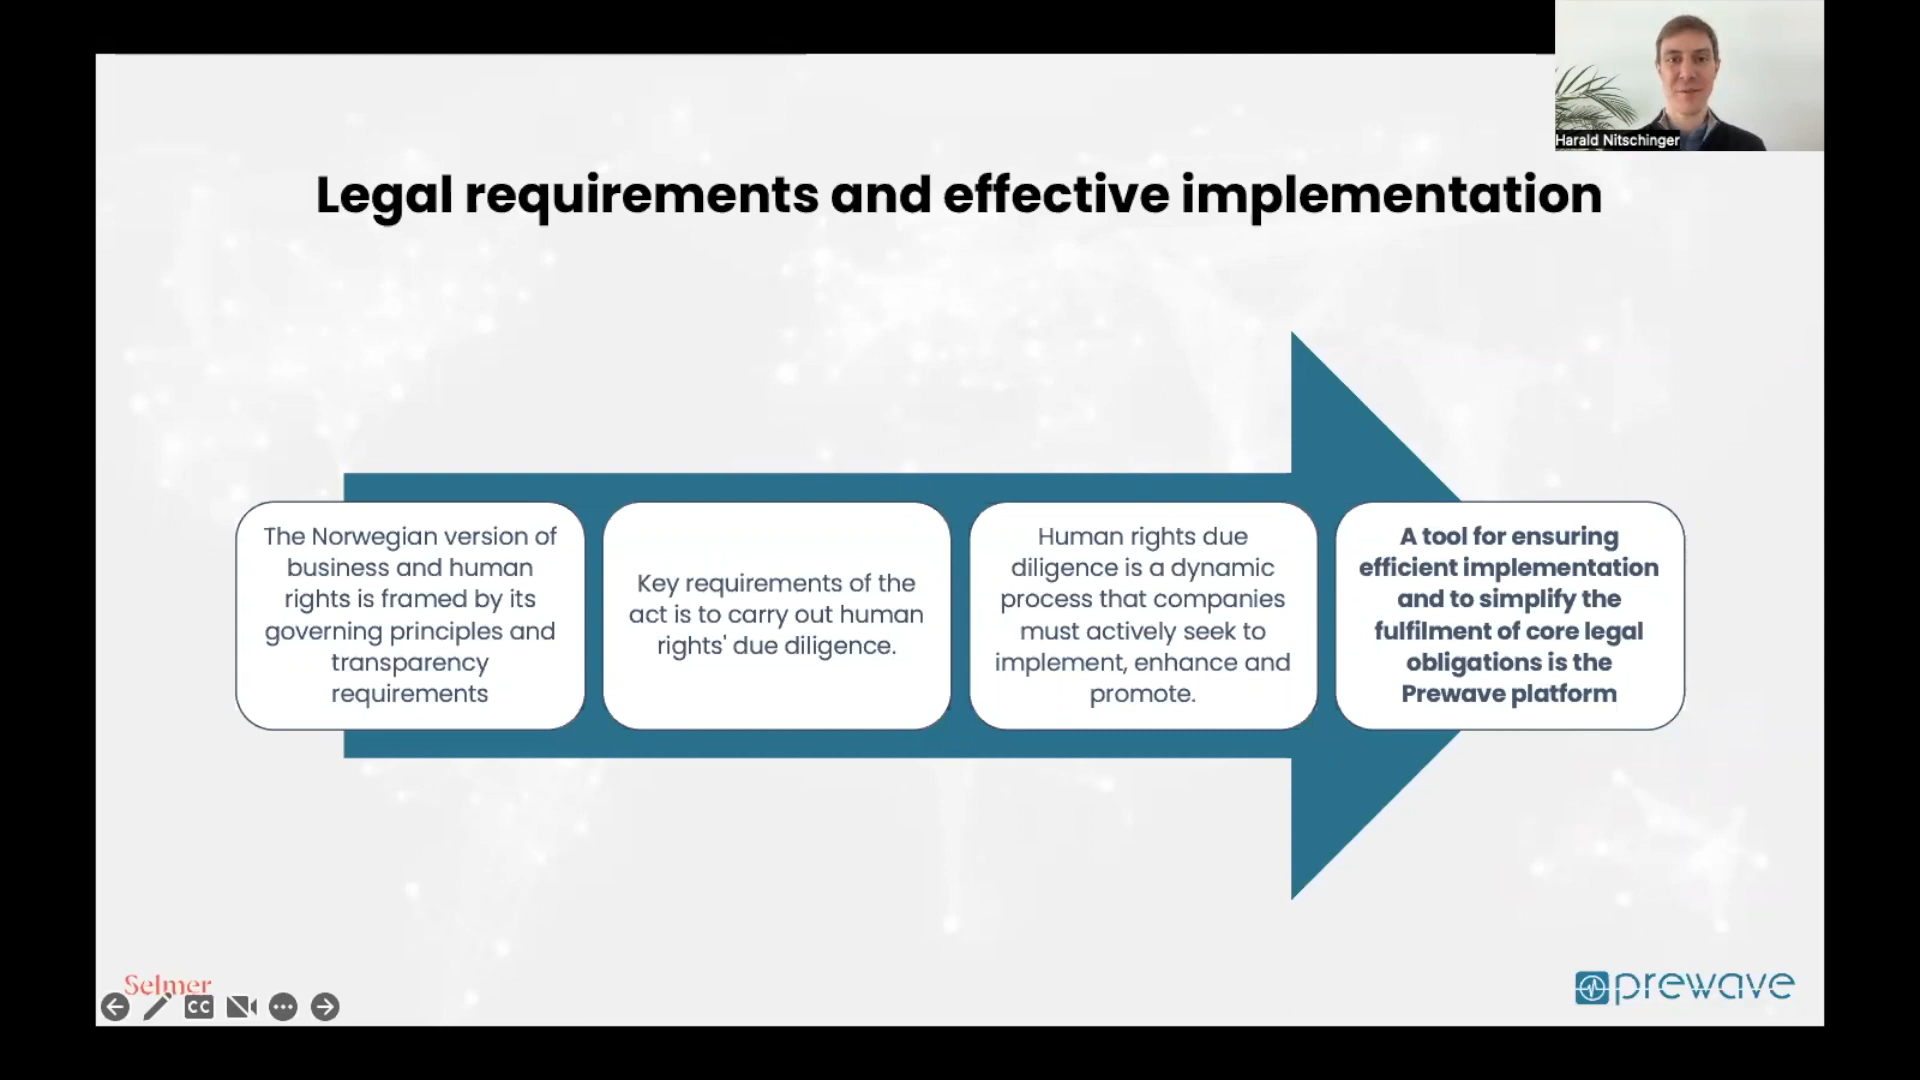 Harald Nitschinger
Legal requirements and effective implementation
The Norwegian version of
business and human
rights is framed by its
governing principles and
transparency
requirements
Key requirements of the
act is to carry out human
rights' due diligence.
Human rights due
diligence is a dynamic
process that companies
must actively seek to
implement, enhance and
promote.
A tool for ensuring
efficient implementation
and to simplify the
fulfilment of core legal
obligations is the
Prewave platform
Selmer
CC
prewave